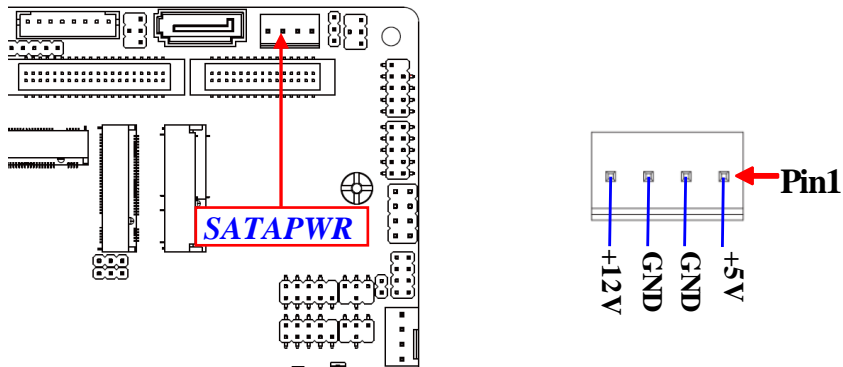 SATAPWR
Pin1
+12V
GND
GND
+5V